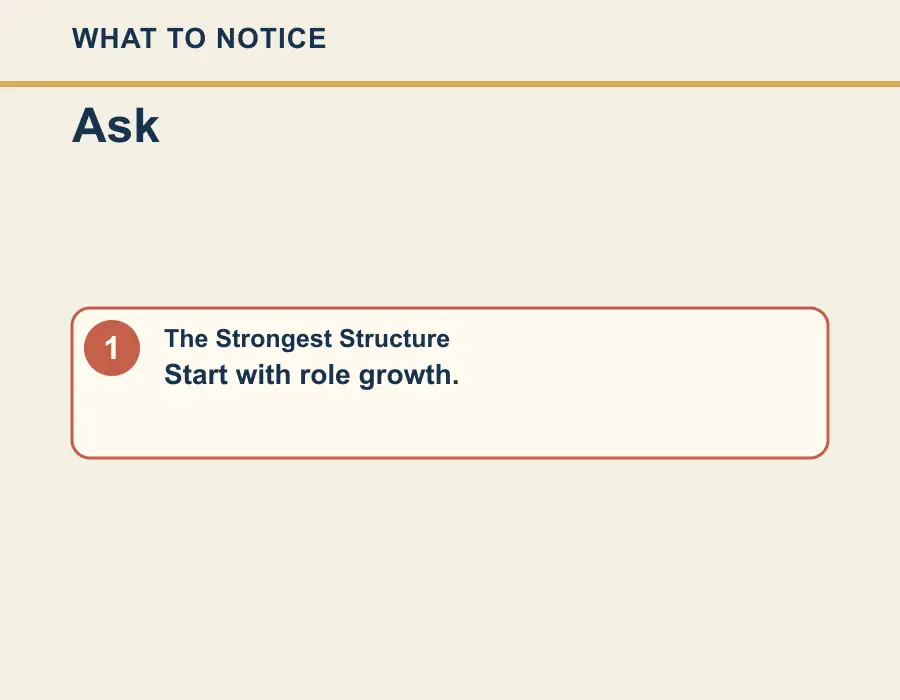 WHAT TO NOTICE
Ask
1
The Strongest Structure
Start with role growth.